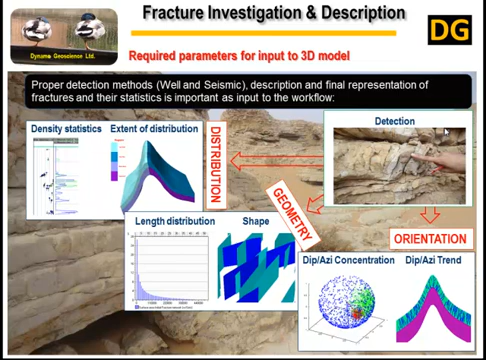 Fracture Investigation & Description
DG
Dynamo Geosciense Ltd.
Required parameters for input to 3D model
Proper detection methods (Well and Seismic), description and final representation of
fractures and their statistics is important as input to the workflow:
Density statistics
Extent of distribution
DISTRIBUTION
Detection
Length distribution
Shape
GEOMETRY
ORIENTATION
Dip/Azi Concentration
Dip/Azi Trend